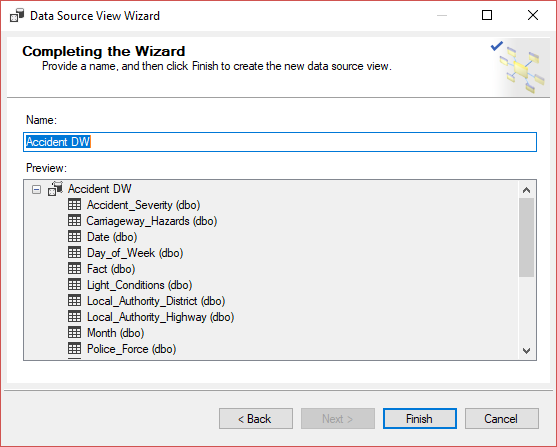 Data Source View Wizard
Completing the Wizard
Provide a name, and then click Finish to create the new data source view.
Name:
Accident DW
Preview:
Accident DW
Accident_Severity (dbo)
Carriageway_Hazards (dbo)
Date (dbo)
Day_of_Week (dbo)
Fact (dbo)
Light_Conditions (dbo)
Local_Authority_District (dbo)
Local_Authority_Highway (dbo)
Month (dbo)
Police_Force (dbo)
< Back
Next >
Finish
Cancel